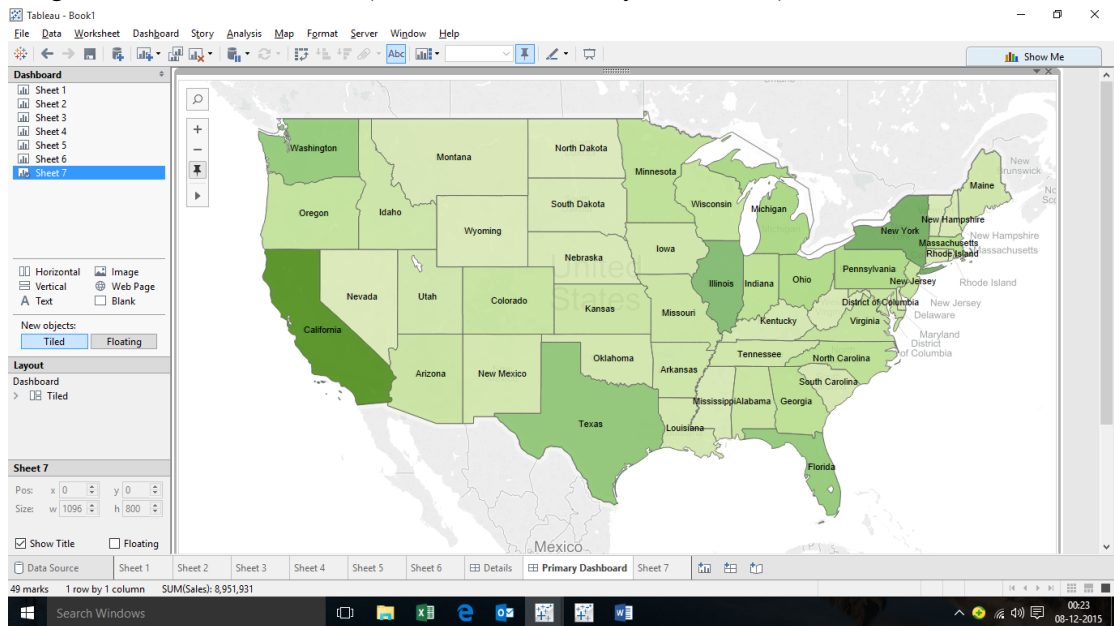 Tableau - Book1
File Data Worksheet Dashboard Story Analysis Map Format Server Window Help
Abc
Show Me
Dashboard
Sheet 1
Sheet 2
Sheet 3
Sheet 4
Sheet 5
Sheet 6
Sheet 7
Horizontal Image
Vertical Web Page
A Text Blank
New objects:
Tiled Floating
Layout
Dashboard
Tiled
Sheet 7
Pos: x 0 y 0
Size: w 1096 h 800
Show Title Floating
Washington
Montana
North Dakota
Minnesota
Maine
New
Brunswick
Oregon
Idaho
South Dakota
Wisconsin
Michigan
Wyoming
New York
New Hampshire
New Hampshire
Massachusetts
Massachusetts
Rhode Island
Iowa
Nebraska
United
States
Nevada
Utah
Colorado
Kansas
Missouri
Illinois
Indiana
Ohio
Pennsylvania
New Jersey
Rhode Island
District of Columbia
New Jersey
Delaware
Kentucky
Virginia
Maryland
District
of Columbia
California
Arizona
New Mexico
Oklahoma
Arkansas
Tennessee
North Carolina
South Carolina
Mississippi
Alabama
Georgia
Texas
Louisiana
Florida
Mexico
Data Source Sheet 1 Sheet 2 Sheet 3 Sheet 4 Sheet 5 Sheet 6 Details Primary Dashboard Sheet 7
49 marks 1 row by 1 column SUM(Sales): 8,951,931
Search Windows
00:23
08-12-2015